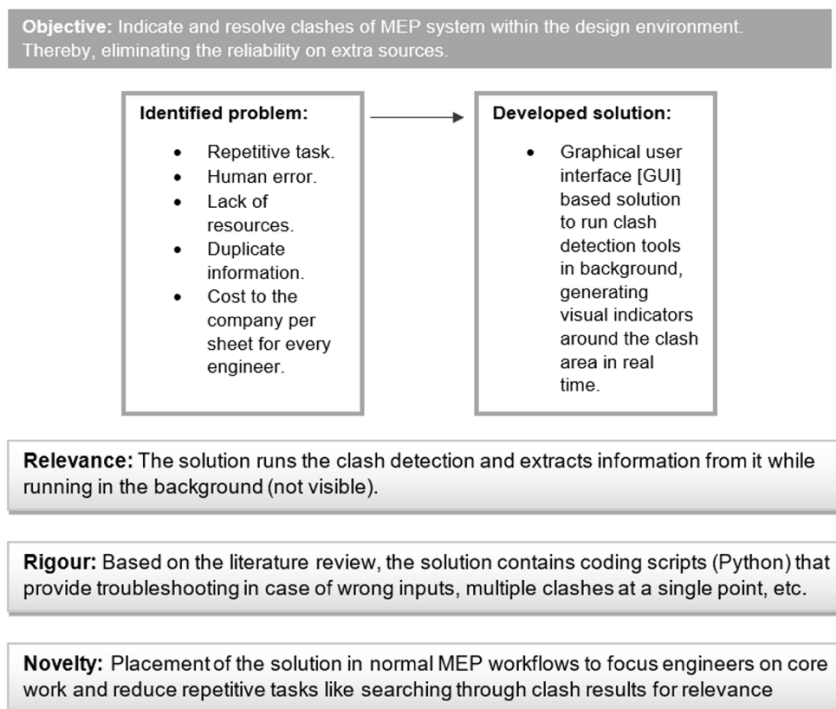 Objective: Indicate and resolve clashes of MEP system within the design environment.
Thereby, eliminating the reliability on extra sources.
Identified problem:
• Repetitive task.
• Human error.
• Lack of
resources.
• Duplicate
information.
• Cost to the
company per
sheet for every
engineer.
Developed solution:
• Graphical user
interface [GUI]
based solution
to run clash
detection tools
in background,
generating
visual indicators
around the clash
area in real
time.
Relevance: The solution runs the clash detection and extracts information from it while
running in the background (not visible).
Rigour: Based on the literature review, the solution contains coding scripts (Python) that
provide troubleshooting in case of wrong inputs, multiple clashes at a single point, etc.
Novelty: Placement of the solution in normal MEP workflows to focus engineers on core
work and reduce repetitive tasks like searching through clash results for relevance